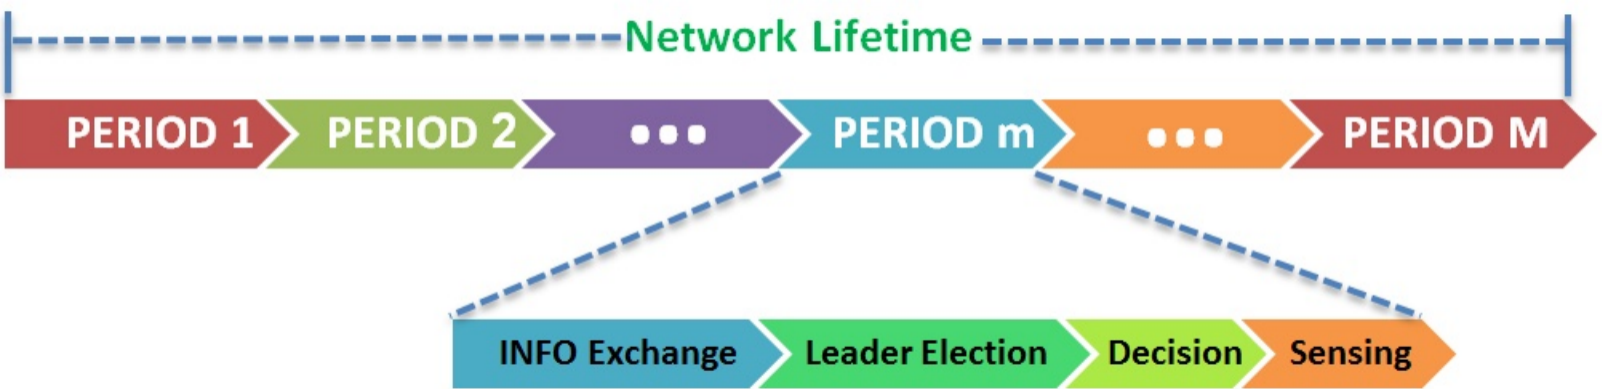 Network Lifetime
PERIOD 1 PERIOD 2 ... PERIOD m ... PERIOD M
INFO Exchange Leader Election Decision Sensing